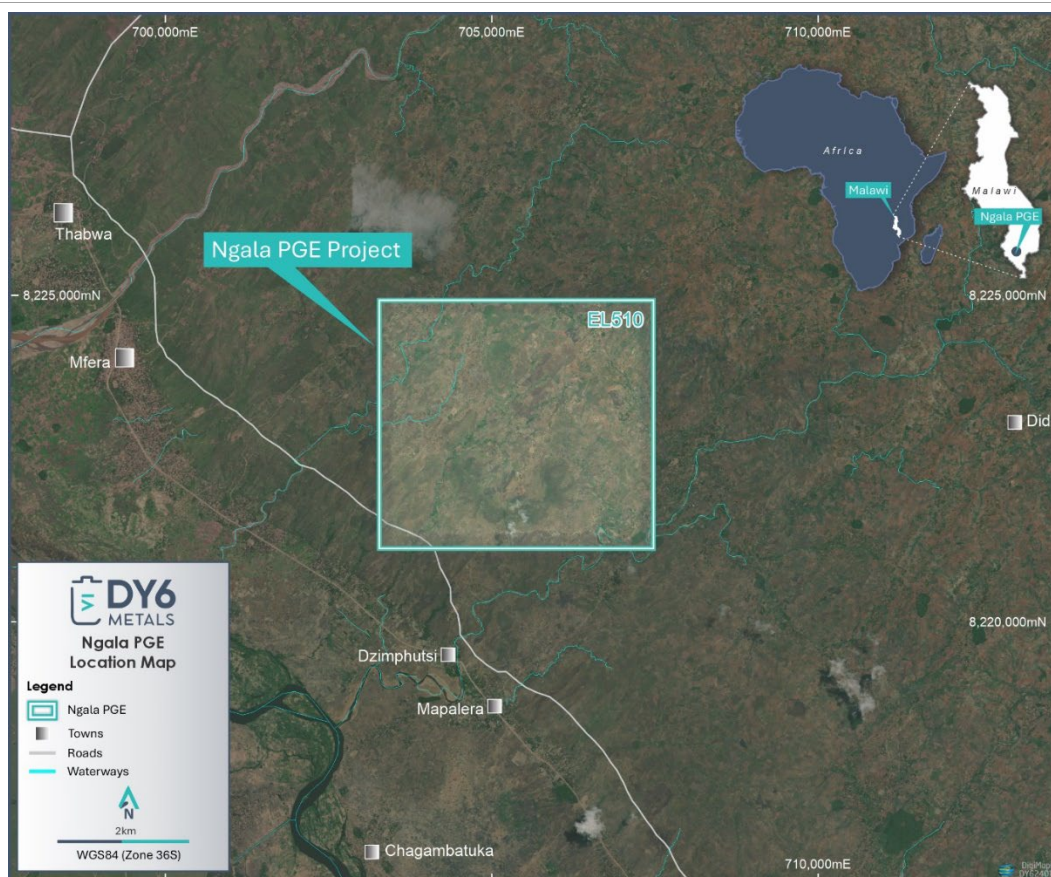 700,000mE
705,000mE
710,000mE
Africa
Malawi
Malawi
Ngala PGE
Thabwa
Ngala PGE Project
8,225,000mN
8,225,000mN
EL510
Mfera
Did
8,220,000mN
Dzimphutsi
Mapalera
Chagambatuka
710,000mE
DY6
METALS
Ngala PGE
Location Map
Legend
Ngala PGE
Towns
Roads
Waterways
N
2km
WGS84 (Zone 36S)
DigiMap